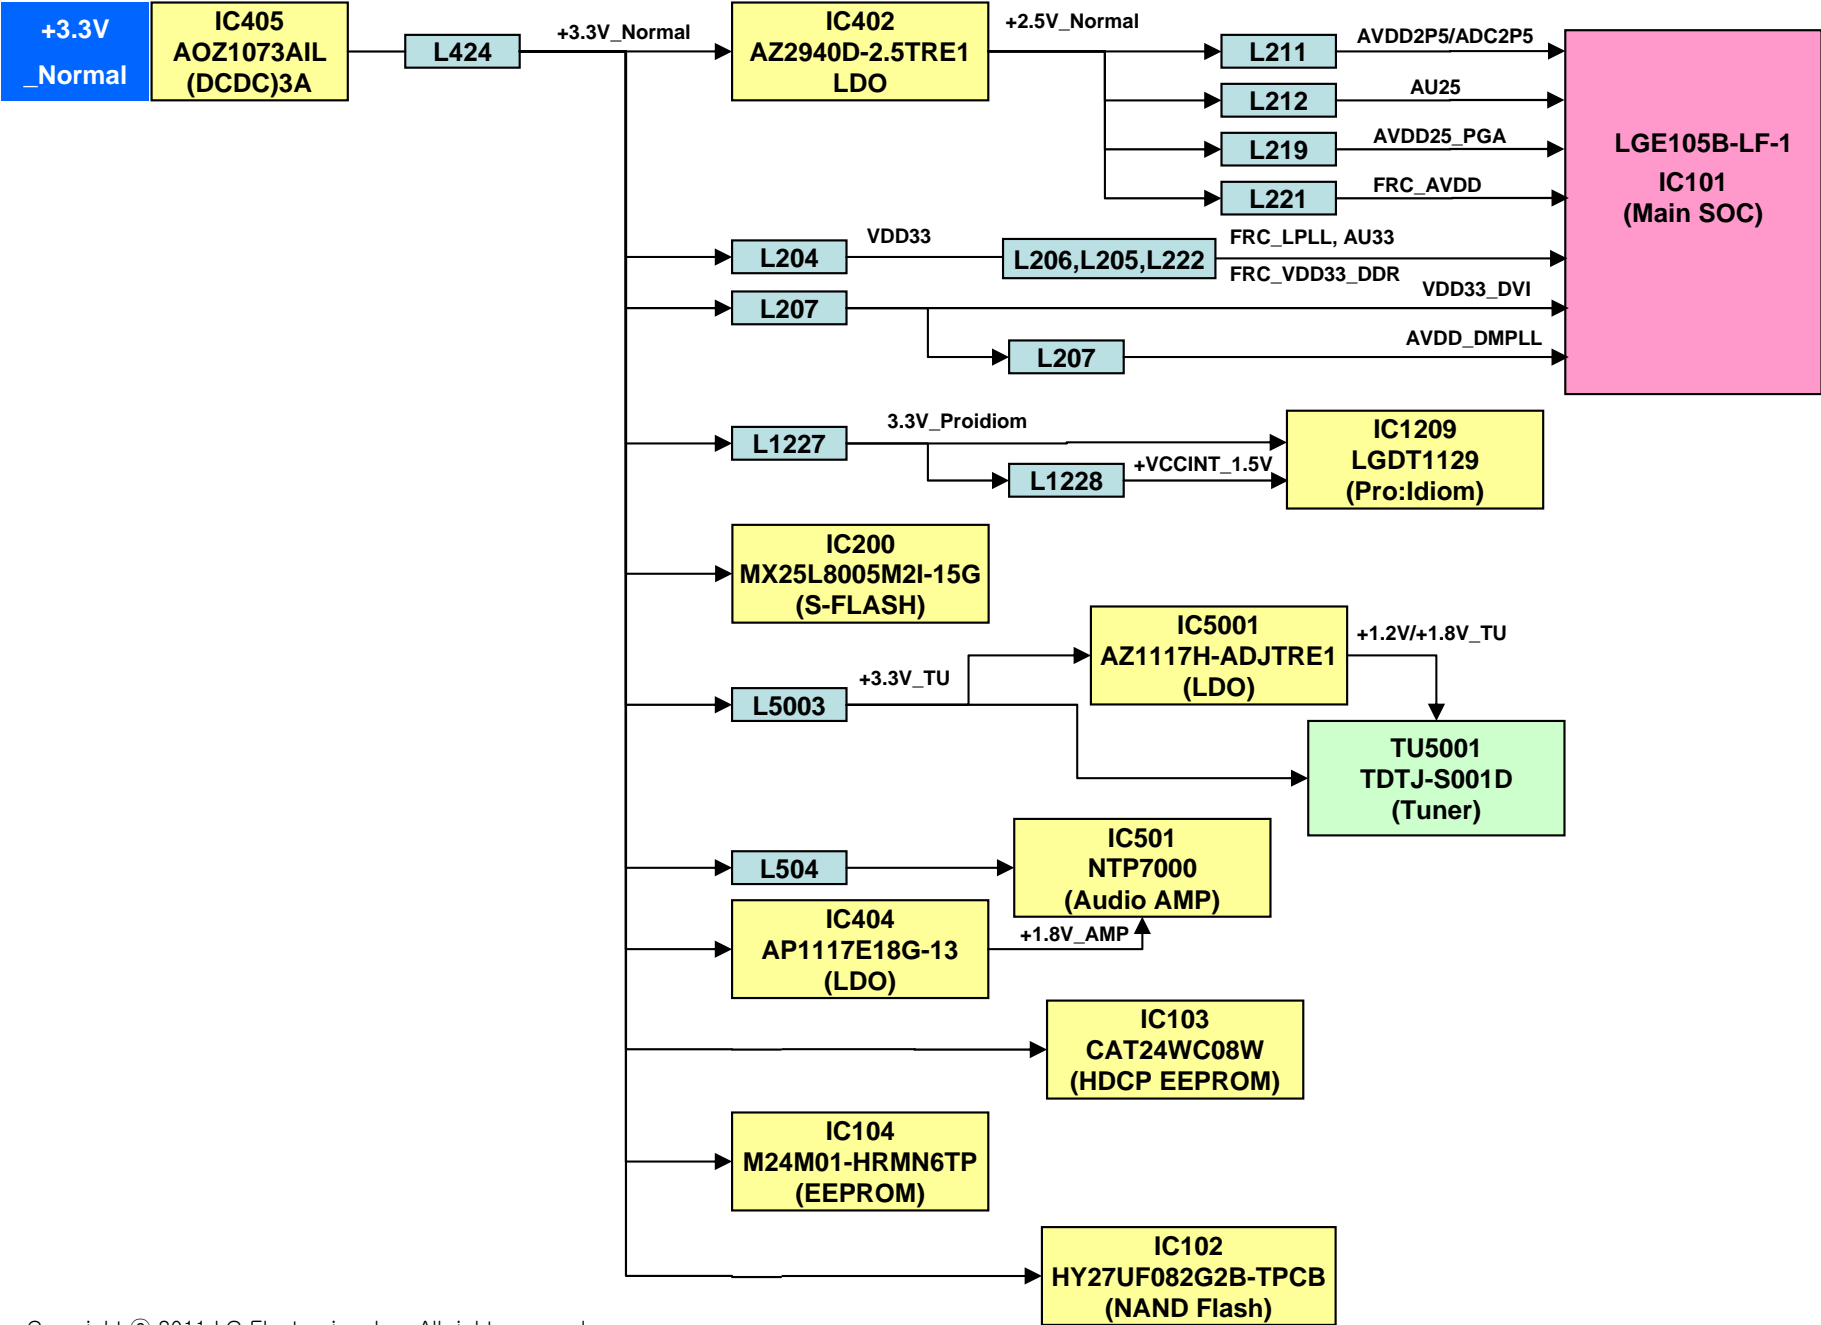 +3.3V
_Normal
IC405
AOZ1073AIL
(DCDC)3A
L424
+3.3V_Normal
IC402
AZ2940D-2.5TRE1
LDO
+2.5V_Normal
L211
AVDD2P5/ADC2P5
L212
AU25
L219
AVDD25_PGA
L221
FRC_AVDD
LGE105B-LF-1
IC101
(Main SOC)
L204
VDD33
L206,L205,L222
FRC_LPLL, AU33
FRC_VDD33_DDR
L207
VDD33_DVI
L207
AVDD_DMPLL
L1227
3.3V_Proidiom
L1228
+VCCINT_1.5V
IC1209
LGDT1129
(Pro:Idiom)
IC200
MX25L8005M2I-15G
(S-FLASH)
L5003
+3.3V_TU
IC5001
AZ1117H-ADJTRE1
(LDO)
+1.2V/+1.8V_TU
TU5001
TDTJ-S001D
(Tuner)
L504
IC501
NTP7000
(Audio AMP)
IC404
AP1117E18G-13
(LDO)
+1.8V_AMP
IC103
CAT24WC08W
(HDCP EEPROM)
IC104
M24M01-HRMN6TP
(EEPROM)
IC102
HY27UF082G2B-TPCB
(NAND Flash)